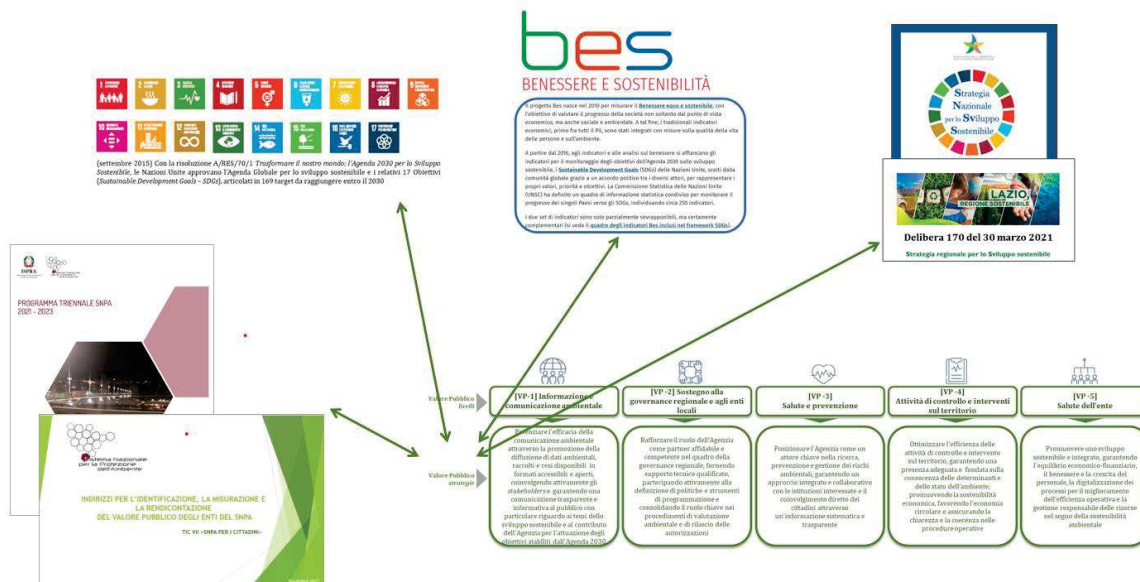 bes
BENESSERE E SOSTENIBILITÀ
Il progetto Bes nasce nel 2010 per misurare il Benessere equo e sostenibile, con
l'obiettivo di valutare il progresso della società non soltanto dal punto di vista
economico, ma anche sociale e ambientale. A tal fine, i tradizionali indicatori
economici, primo fra tutti il Pil, sono stati integrati con misure sulla qualità della vita
delle persone e sull'ambiente.
A partire dal 2016, agli indicatori e alle analisi sul benessere si affiancano gli
indicatori per il monitoraggio degli obiettivi dell'Agenda 2030 sullo sviluppo
sostenibile, i Sustainable Development Goals (SDGs) delle Nazioni Unite, scelti dalla
comunità globale grazie a un accordo politico tra i diversi attori, per rappresentare i
propri valori, priorità e obiettivi. La Commissione Statistica delle Nazioni Unite
(UNSC) ha definito un quadro di informazione statistica condiviso per monitorare il
progresso dei singoli Paesi verso gli SDGs, individuando circa 250 indicatori.
I due set di indicatori sono solo parzialmente sovrapponibili, ma certamente
complementari (si veda il quadro degli indicatori Bes inclusi nel framework SDGs).
Strategia
Nazionale
per lo Sviluppo
Sostenibile
LAZIO,
REGIONE SOSTENIBILE
Delibera 170 del 30 marzo 2021
Strategia regionale per lo Sviluppo sostenibile
1
2
3
4
5
6
7
8
9
10
11
12
13
14
15
16
17
(settembre 2015) Con la risoluzione A/RES/70/1 Trasformare il nostro mondo: l'Agenda 2030 per lo Sviluppo
Sostenibile, le Nazioni Unite approvano l'Agenda Globale per lo sviluppo sostenibile e i relativi 17 Obiettivi
(Sustainable Development Goals – SDGs), articolati in 169 target da raggiungere entro il 2030
ISPRA
PROGRAMMA TRIENNALE SNPA
2021 - 2023
Sistema Nazionale
per la Protezione
dell'Ambiente
INDIRIZZI PER L'IDENTIFICAZIONE, LA MISURAZIONE E
LA RENDICONTAZIONE
DEL VALORE PUBBLICO DEGLI ENTI DEL SNPA
TIC VII «SNPA PER I CITTADINI»
Valore Pubblico
livelli
[VP-1] Informazione e
comunicazione ambientale
[VP -2] Sostegno alla
governance regionale e agli enti
locali
[VP -3]
Salute e prevenzione
[VP -4]
Attività di controllo e interventi
sul territorio
[VP -5]
Salute dell'ente
Valore Pubblico
strategie
Potenziare l'efficacia della
comunicazione ambientale
attraverso la promozione della
diffusione di dati ambientali,
raccolti e resi disponibili in
formati accessibili e aperti,
coinvolgendo attivamente gli
stakeholders e garantendo una
comunicazione trasparente e
informativa al pubblico con
particolare riguardo ai temi dello
sviluppo sostenibile e al contributo
dell'Agenzia per l'attuazione degli
obiettivi stabiliti dall'Agenda 2030
Rafforzare il ruolo dell'Agenzia
come partner affidabile e
competente nel quadro della
governance regionale, fornendo
supporto tecnico qualificato,
partecipando attivamente alla
definizione di politiche e strumenti
di programmazione e
consolidando il ruolo chiave nei
procedimenti di valutazione
ambientale e di rilascio delle
autorizzazioni
Posizionare l'Agenzia come un
attore chiave nella ricerca,
prevenzione e gestione dei rischi
ambientali, garantendo un
approccio integrato e collaborativo
con le istituzioni interessate e il
coinvolgimento diretto dei
cittadini attraverso
un'informazione sistematica e
trasparente
Ottimizzare l'efficienza delle
attività di controllo e intervento
sul territorio, garantendo una
presenza adeguata e fondata sulla
conoscenza delle determinanti e
dello stato dell'ambiente,
promuovendo la sostenibilità
economica, favorendo l'economia
circolare e assicurando la
chiarezza e la coerenza nelle
procedure operative
Promuovere uno sviluppo
sostenibile e integrato, garantendo
l'equilibrio economico-finanziario,
il benessere e la crescita del
personale, la digitalizzazione dei
processi per il miglioramento
dell'efficienza operativa e la
gestione responsabile delle risorse
nel segno della sostenibilità
ambientale